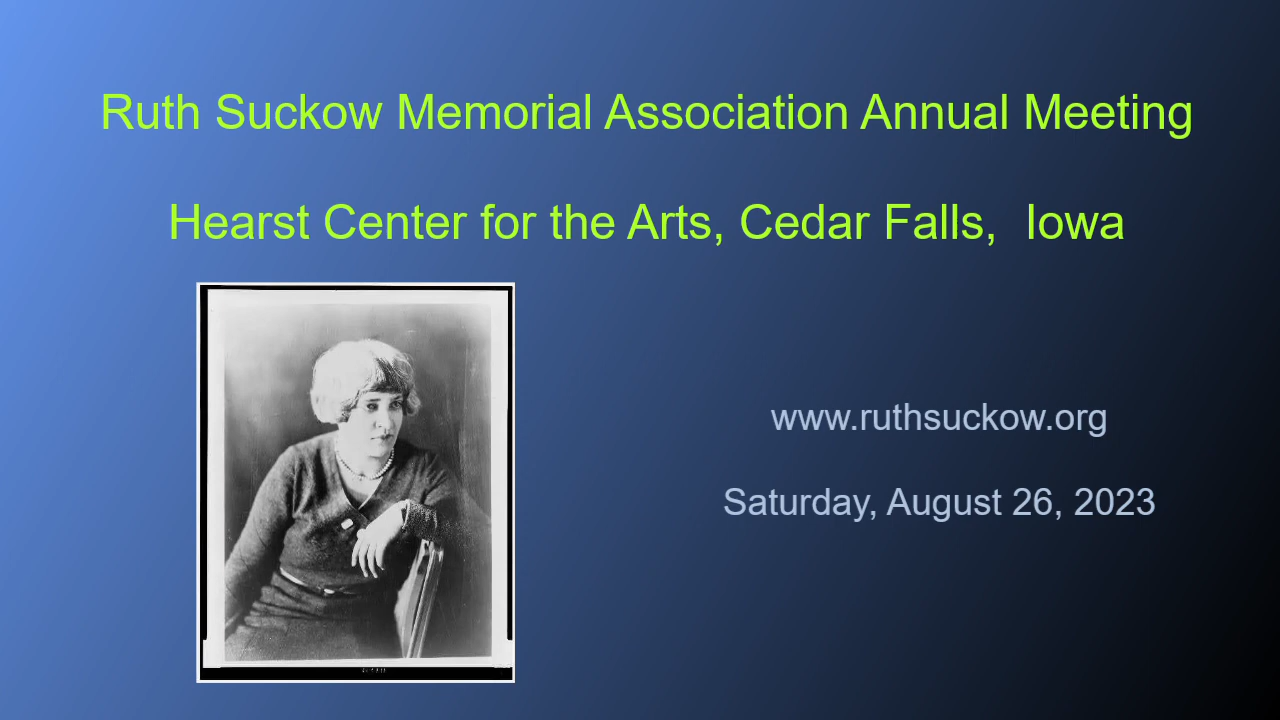 Ruth Suckow Memorial Association Annual Meeting
Hearst Center for the Arts, Cedar Falls,  Iowa
www.ruthsuckow.org
Saturday, August 26, 2023